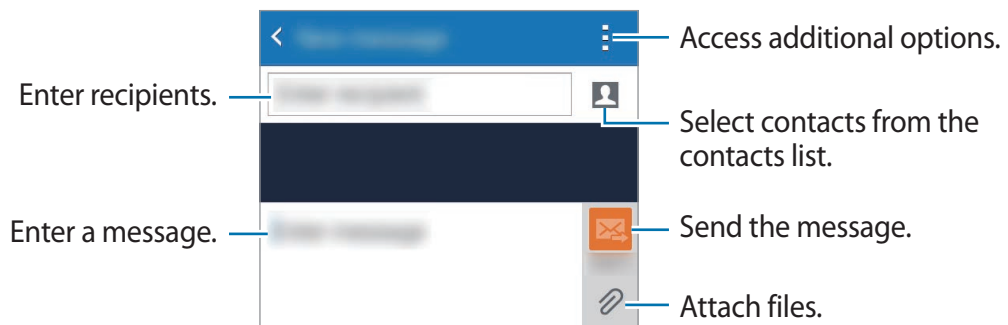 Access additional options.
Enter recipients.
Select contacts from the
contacts list.
Enter a message.
Send the message.
Attach files.